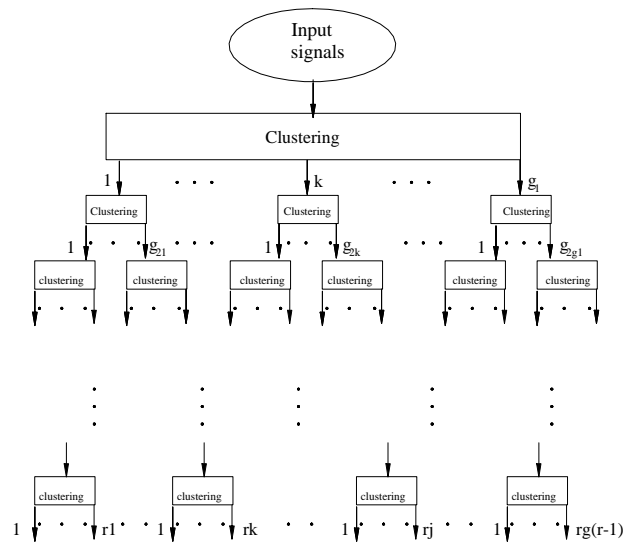 Input
signals
Clustering
1 k g1
Clustering Clustering Clustering
1 g21 1 g2k 1 g2g1
clustering clustering clustering clustering clustering clustering
clustering clustering clustering clustering
1 r1 1 rk 1 rj 1 rg(r-1)